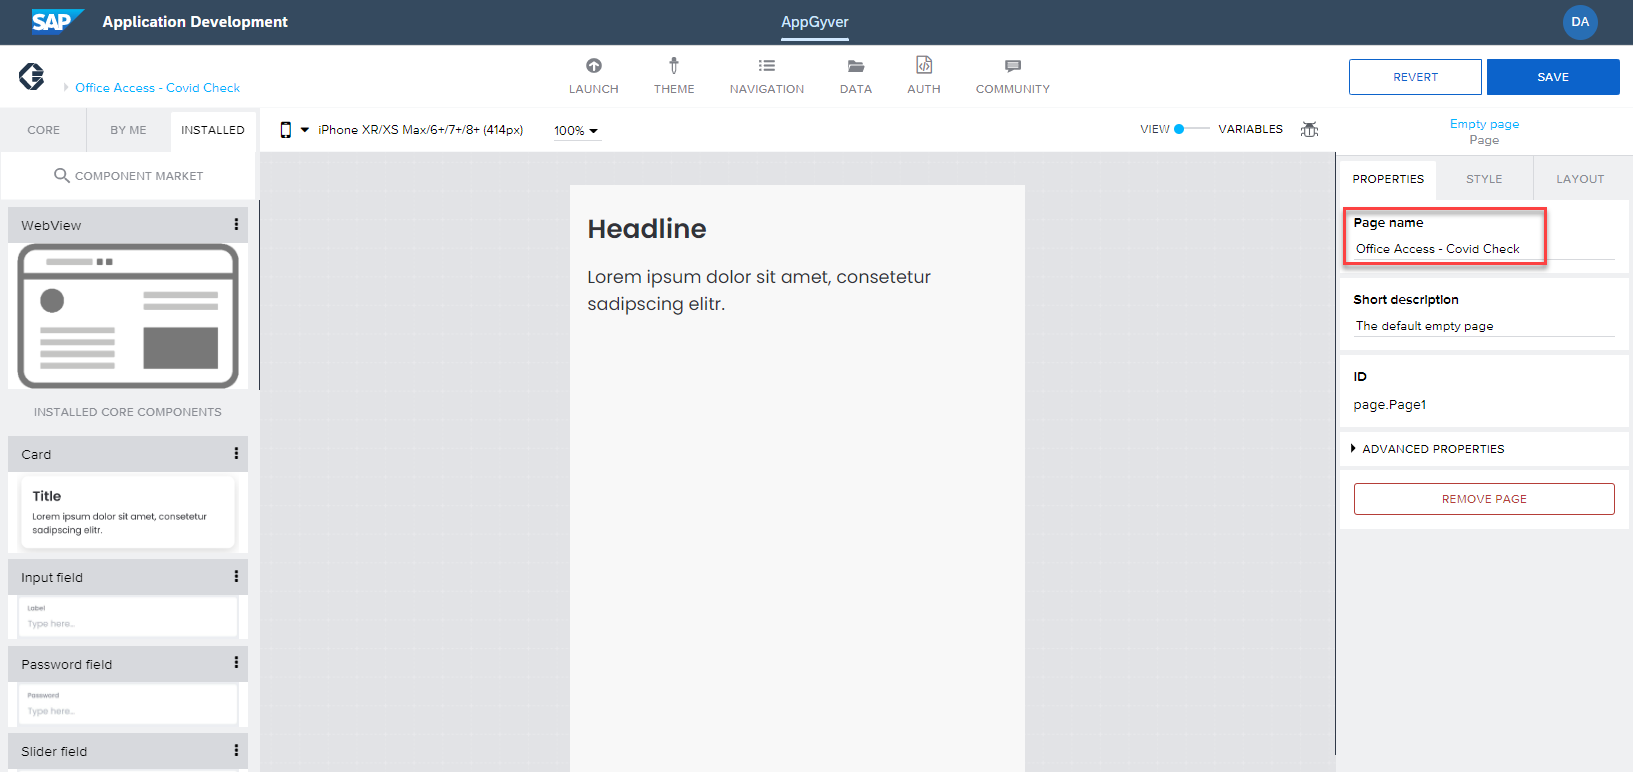 SAP Application Development
AppGyver
DA
Office Access - Covid Check
LAUNCH
THEME
NAVIGATION
DATA
AUTH
COMMUNITY
REVERT
SAVE
CORE
BY ME
INSTALLED
iPhone XR/XS Max/6+/7+/8+ (414px)
100%
VIEW
VARIABLES
Empty page
Page
COMPONENT MARKET
WebView
INSTALLED CORE COMPONENTS
Card
Title
Lorem ipsum dolor sit amet, consetetur
sadipscing elitr.
Input field
Label
Type here...
Password field
Password
Type here...
Slider field
Headline
Lorem ipsum dolor sit amet, consetetur
sadipscing elitr.
PROPERTIES
STYLE
LAYOUT
Page name
Office Access - Covid Check
Short description
The default empty page
ID
page.Page1
ADVANCED PROPERTIES
REMOVE PAGE